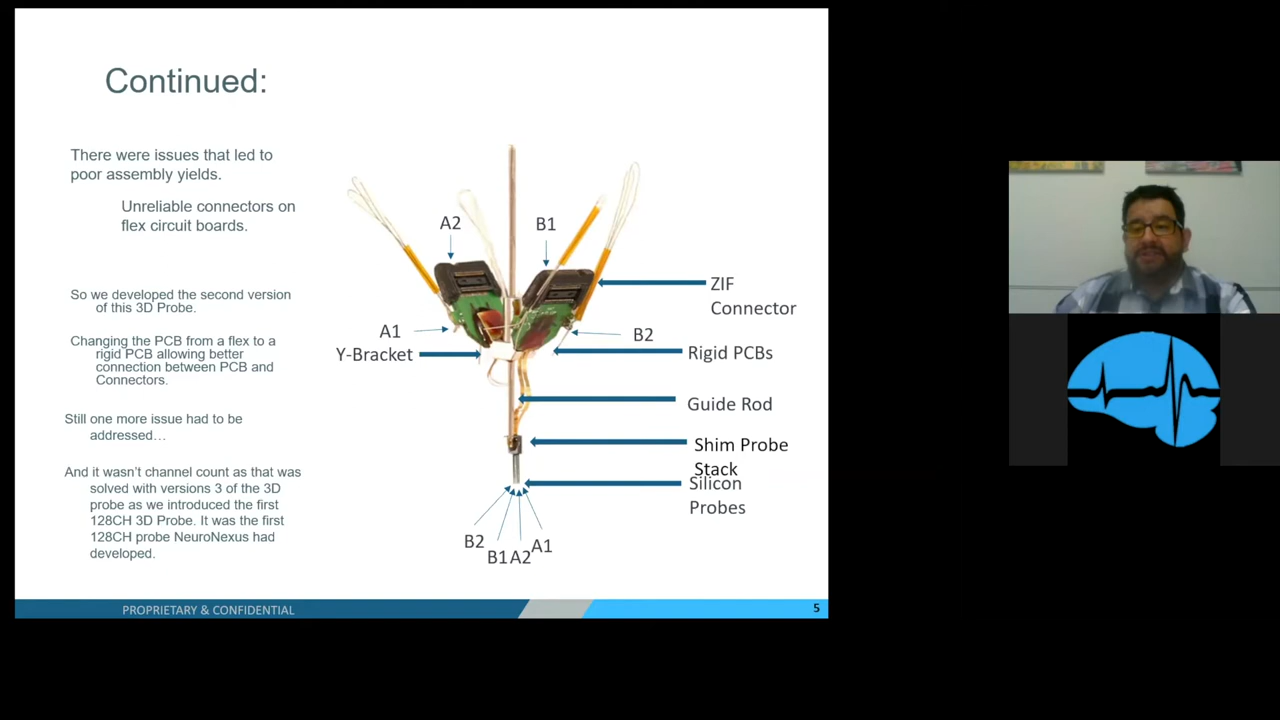 Continued:
There were issues that led to
poor assembly yields.
Unreliable connectors on
flex circuit boards.
So we developed the second version
of this 3D Probe.
Changing the PCB from a flex to a
rigid PCB allowing better
connection between PCB and
Connectors.
Still one more issue had to be
addressed…
And it wasn't channel count as that was
solved with versions 3 of the 3D
probe as we introduced the first
128CH 3D Probe. It was the first
128CH probe NeuroNexus had
developed.
A2
B1
ZIF
Connector
A1
B2
Y-Bracket
Rigid PCBs
Guide Rod
Shim Probe
Stack
Silicon
Probes
B2
B1
A2
A1
PROPRIETARY & CONFIDENTIAL
5